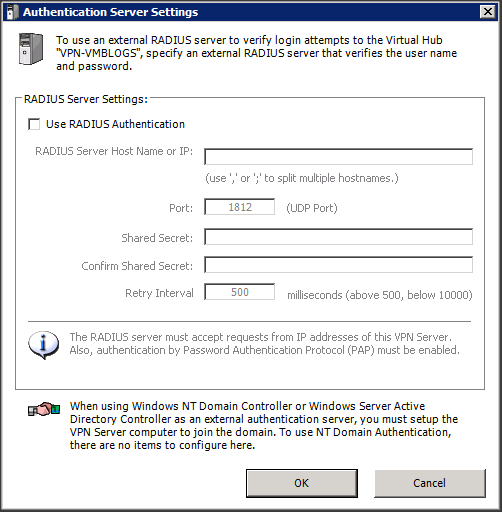 Authentication Server Settings
To use an external RADIUS server to verify login attempts to the Virtual Hub
"VPN-VMBLOGS", specify an external RADIUS server that verifies the user name
and password.
RADIUS Server Settings:
Use RADIUS Authentication
RADIUS Server Host Name or IP:
(use ',' or ';' to split multiple hostnames.)
Port: 1812 (UDP Port)
Shared Secret:
Confirm Shared Secret:
Retry Interval 500 milliseconds (above 500, below 10000)
The RADIUS server must accept requests from IP addresses of this VPN Server.
Also, authentication by Password Authentication Protocol (PAP) must be enabled.
When using Windows NT Domain Controller or Windows Server Active
Directory Controller as an external authentication server, you must setup the
VPN Server computer to join the domain. To use NT Domain Authentication,
there are no items to configure here.
OK Cancel